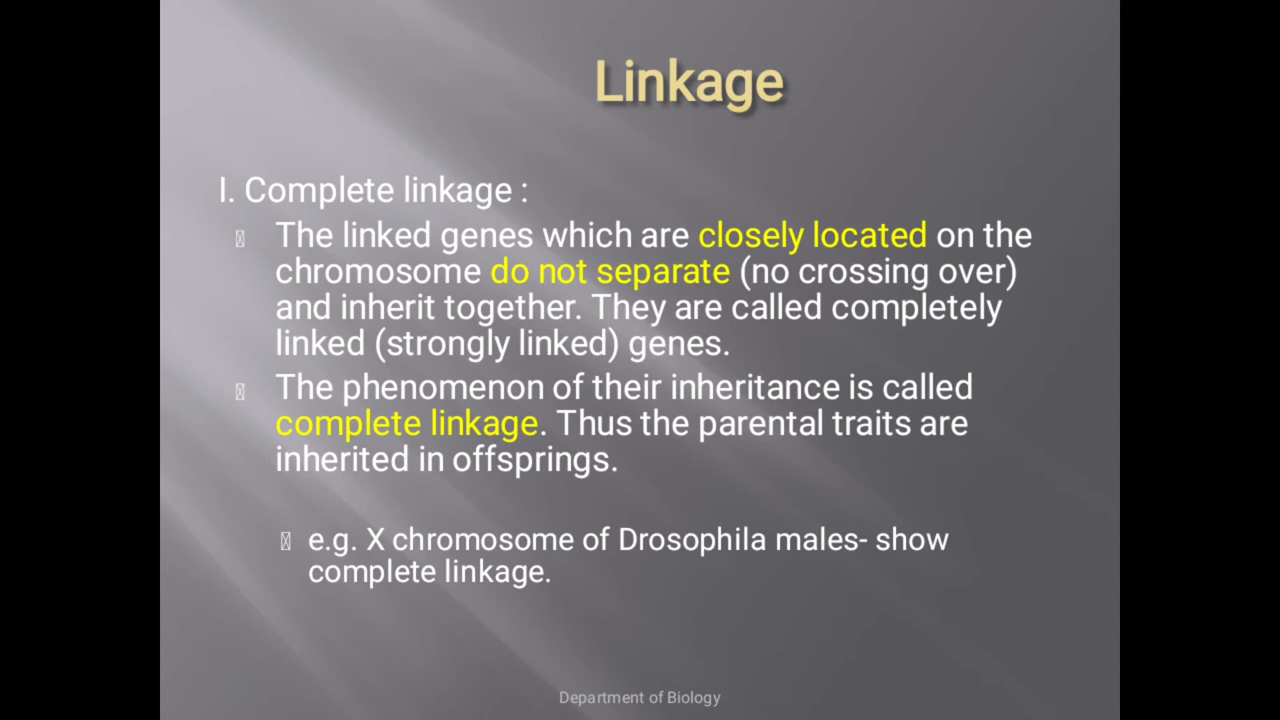 Linkage
I. Complete linkage :
The linked genes which are closely located on the
chromosome do not separate (no crossing over)
and inherit together. They are called completely
linked (strongly linked) genes.
The phenomenon of their inheritance is called
complete linkage. Thus the parental traits are
inherited in offsprings.
e.g. X chromosome of Drosophila males- show
complete linkage.
Department of Biology